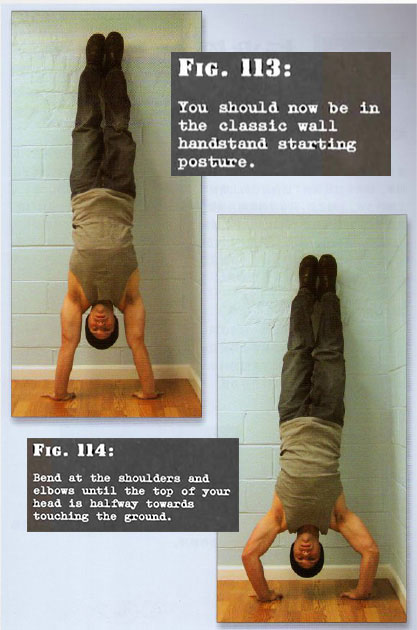 FIG. 113:
You should now be in
the classic wall
handstand starting
posture.
FIG. 114:
Bend at the shoulders and
elbows until the top of your
head is halfway towards
touching the ground.